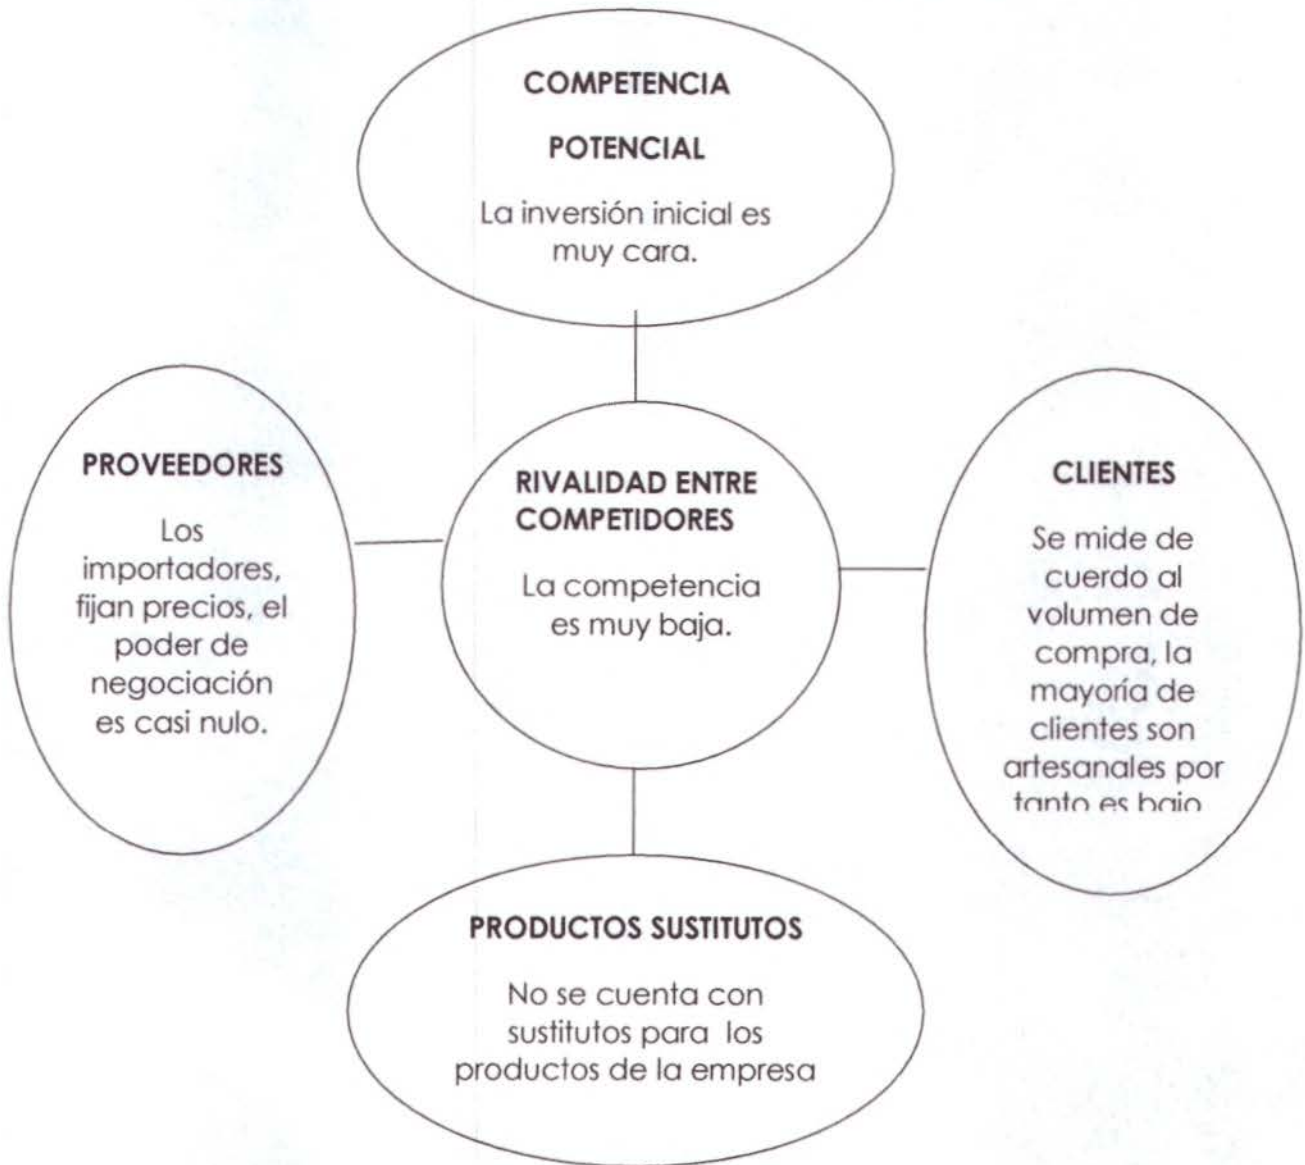 COMPETENCIA
POTENCIAL
La inversión inicial es
muy cara.
PROVEEDORES
Los
importadores,
fijan precios, el
poder de
negociación
es casi nulo.
RIVALIDAD ENTRE
COMPETIDORES
La competencia
es muy baja.
CLIENTES
Se mide de
cuerdo al
volumen de
compra, la
mayoría de
clientes son
artesanales por
tanto es bajo
PRODUCTOS SUSTITUTOS
No se cuenta con
sustitutos para los
productos de la empresa